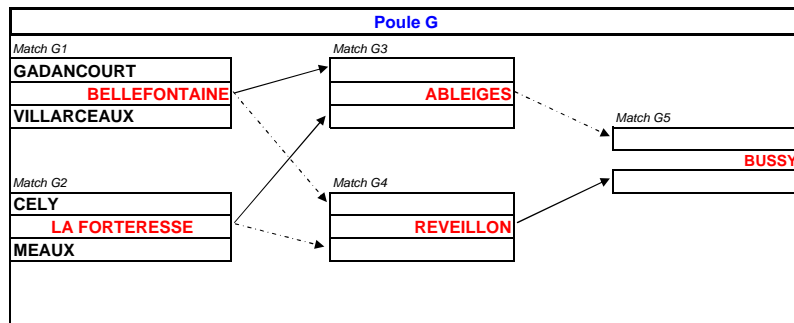 Poule G
Match G1
GADANCOURT
BELLEFONTAINE
VILLARCEAUX
Match G2
CELY
LA FORTERESSE
MEAUX
Match G3
ABLEIGES
Match G4
REVEILLON
Match G5
BUSSY